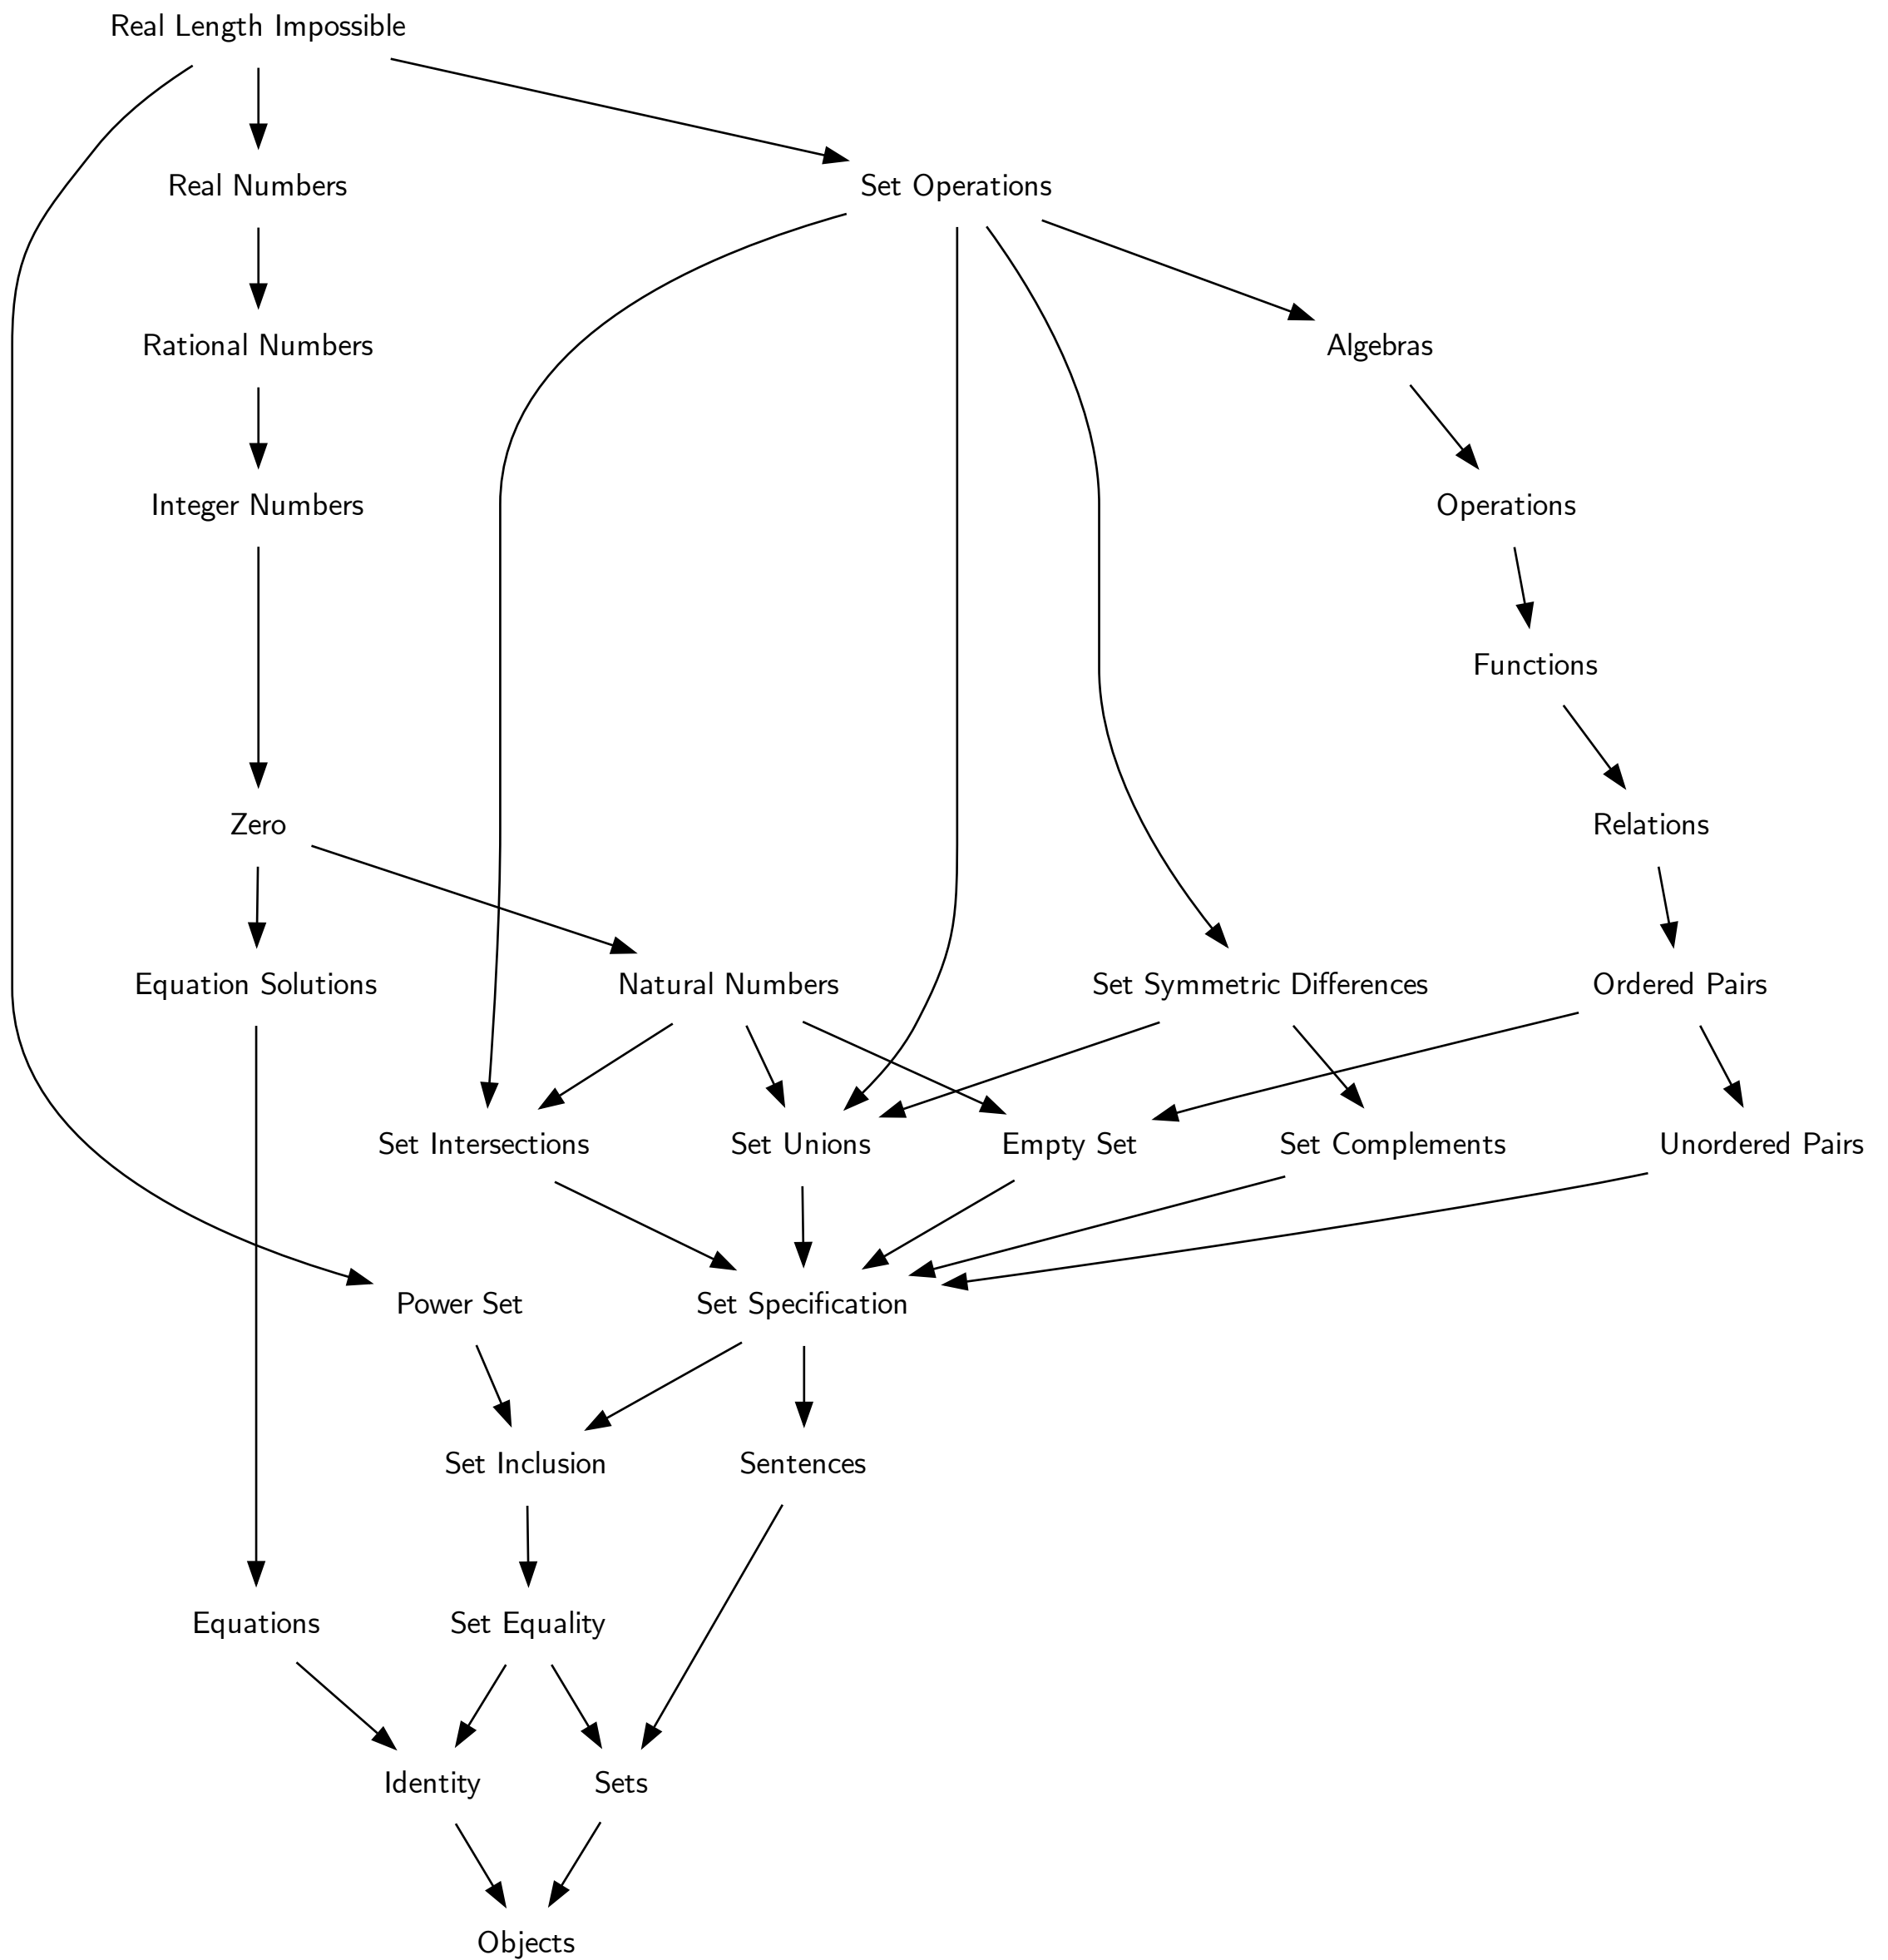 Real Length Impossible
Real Numbers
Set Operations
Rational Numbers
Algebras
Integer Numbers
Operations
Functions
Zero
Relations
Equation Solutions
Natural Numbers
Set Symmetric Differences
Ordered Pairs
Set Intersections
Set Unions
Empty Set
Set Complements
Unordered Pairs
Power Set
Set Specification
Set Inclusion
Sentences
Equations
Set Equality
Identity
Sets
Objects